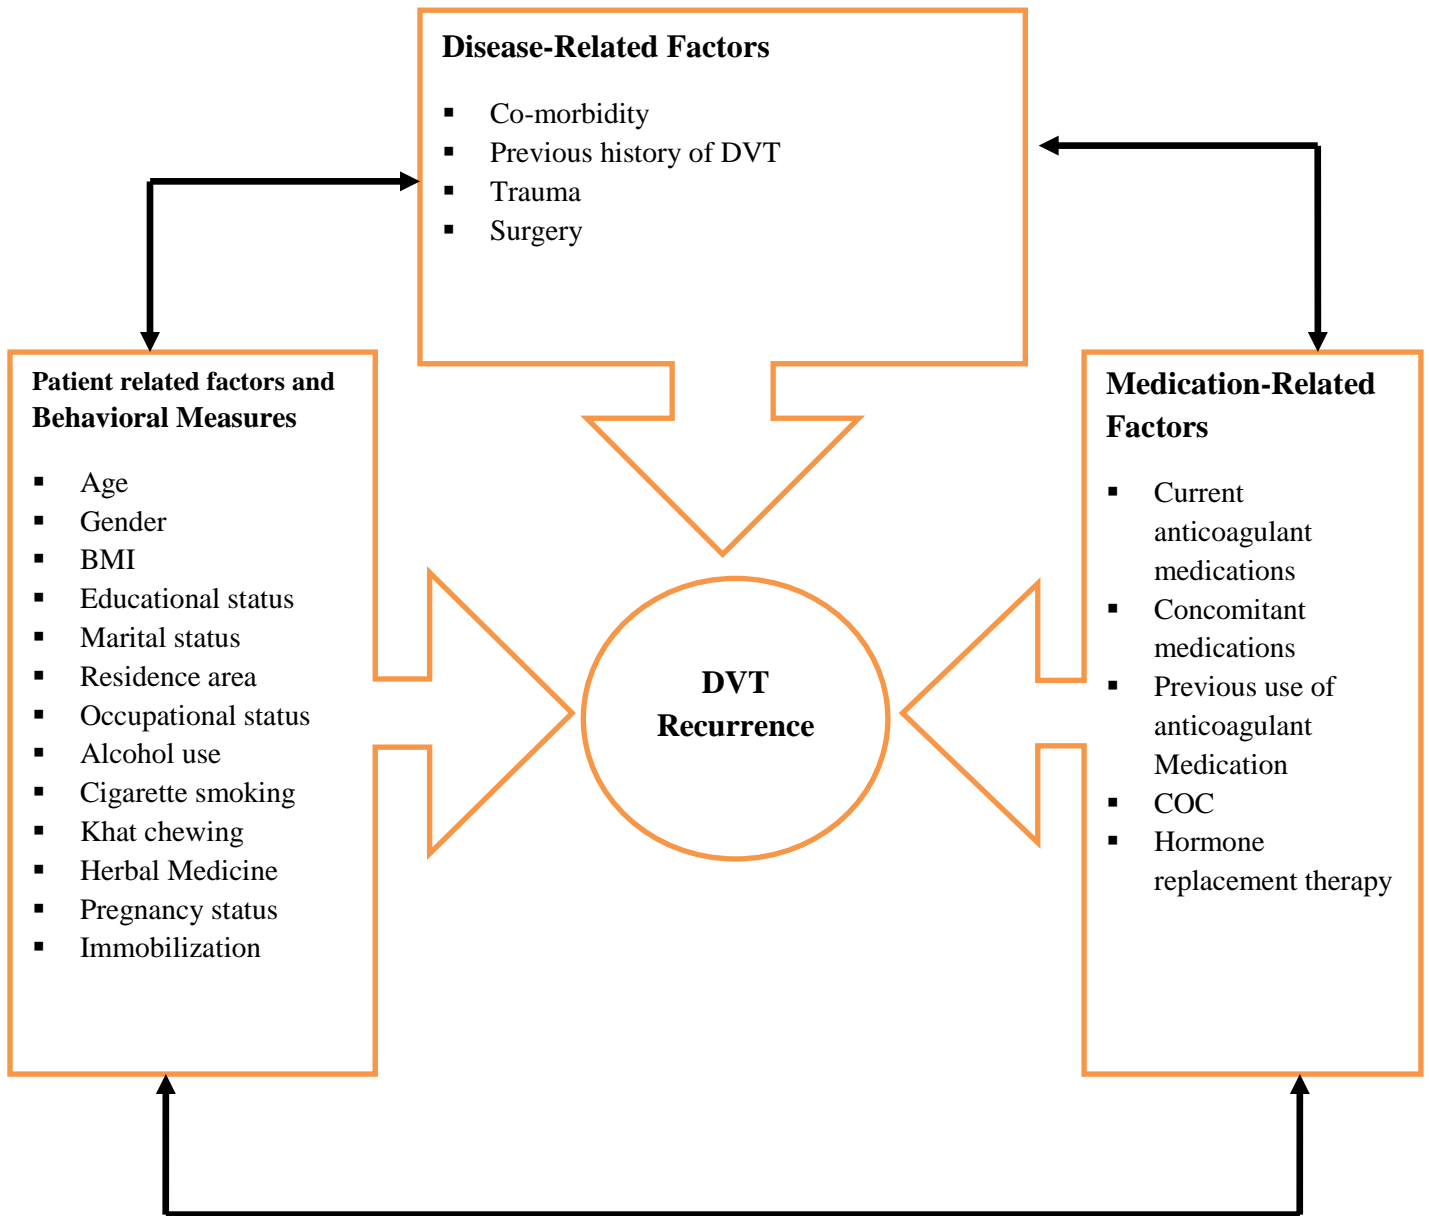 Disease-Related Factors
▪ Co-morbidity
▪ Previous history of DVT
▪ Trauma
▪ Surgery
Patient related factors and
Behavioral Measures
▪ Age
▪ Gender
▪ BMI
▪ Educational status
▪ Marital status
▪ Residence area
▪ Occupational status
▪ Alcohol use
▪ Cigarette smoking
▪ Khat chewing
▪ Herbal Medicine
▪ Pregnancy status
▪ Immobilization
DVT
Recurrence
Medication-Related
Factors
▪ Current
anticoagulant
medications
▪ Concomitant
medications
▪ Previous use of
anticoagulant
Medication
▪ COC
▪ Hormone
replacement therapy